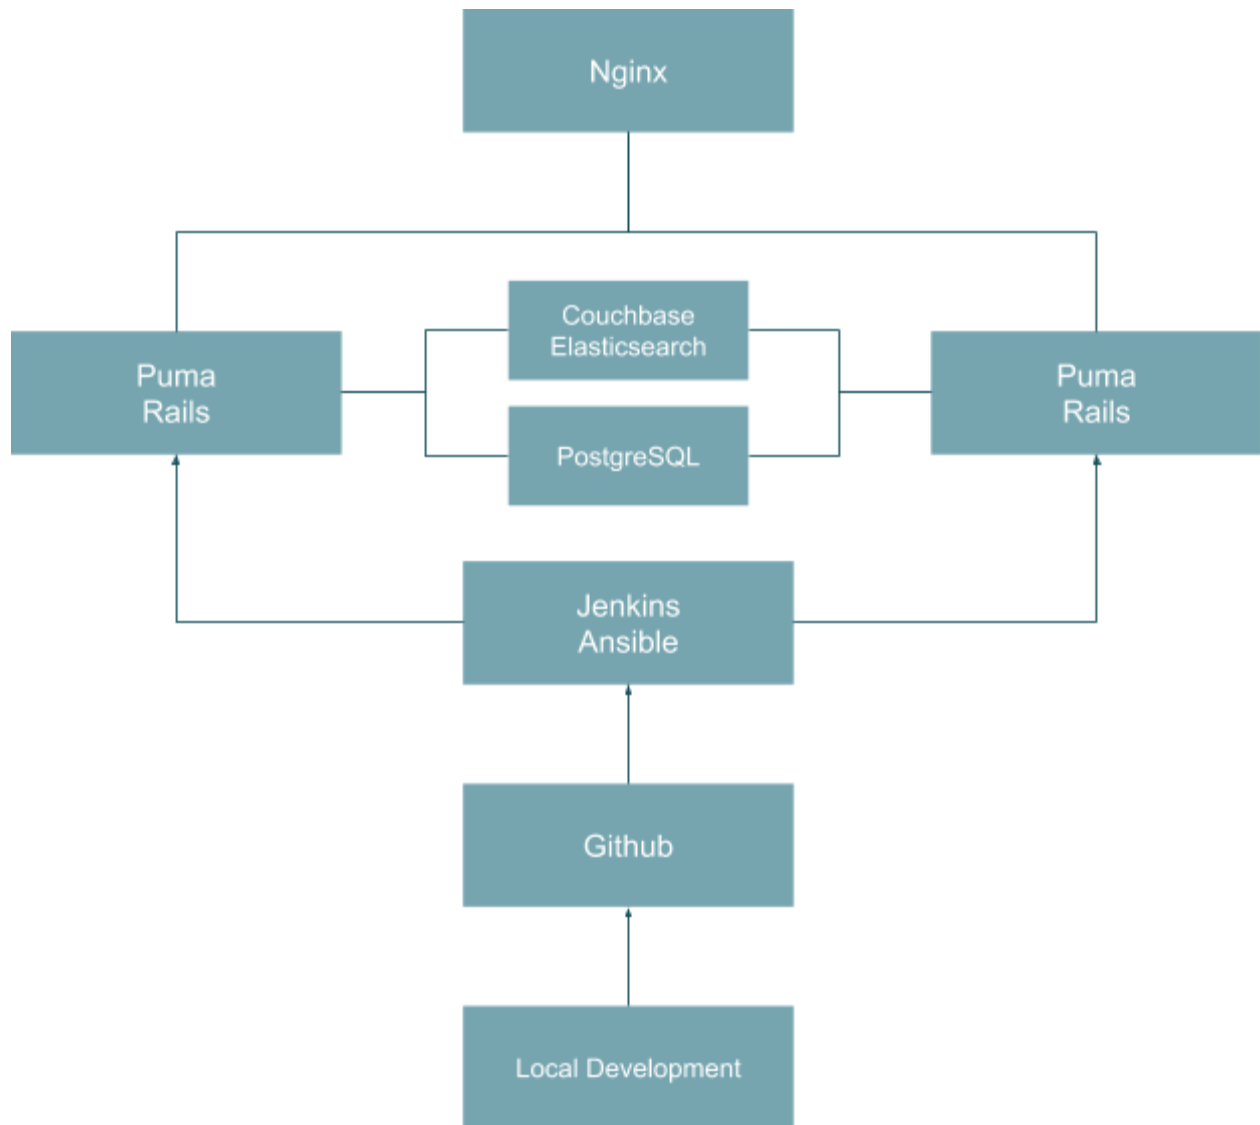 Nginx
Couchbase
Elasticsearch
Puma
Rails
Puma
Rails
PostgreSQL
Jenkins
Ansible
Github
Local Development